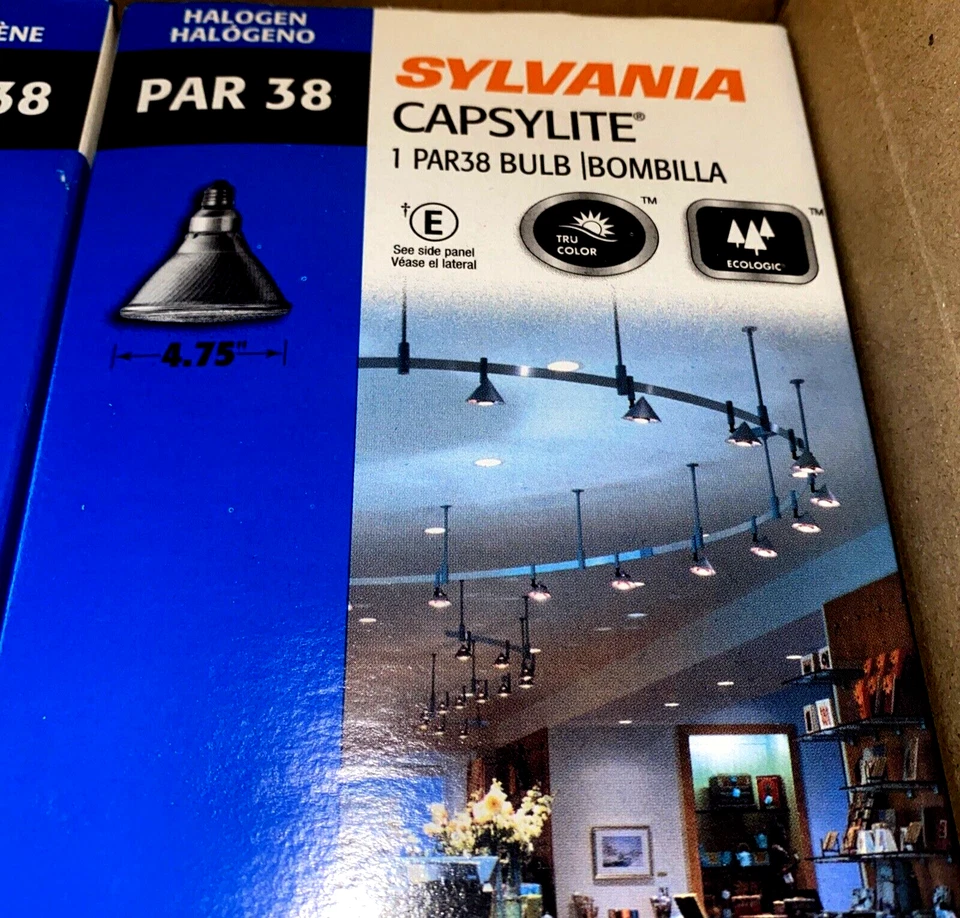 ÈNE
38
HALOGEN
HALÓGENO
PAR 38
4.75"
SYLVANIA
CAPSYLITE®
1 PAR38 BULB | BOMBILLA
†
E
See side panel
Véase el lateral
TRU
COLOR
™
ECOLOGIC
™